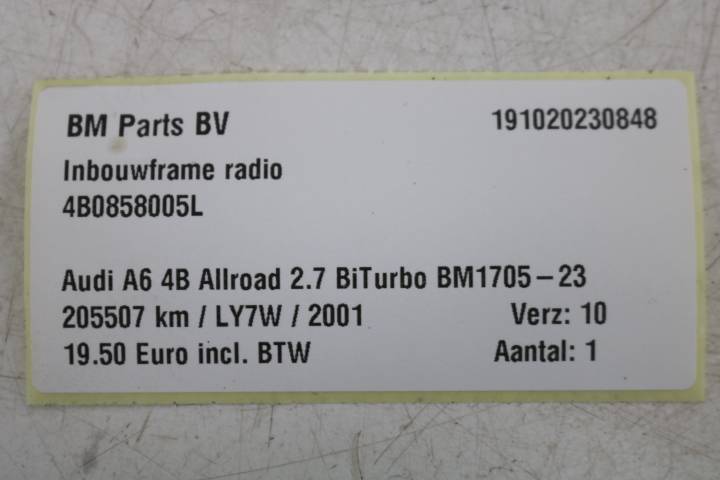 BM Parts BV 191020230848
Inbouwframe radio
4B0858005L
Audi A6 4B Allroad 2.7 BiTurbo BM1705-23
205507 km / LY7W / 2001 Verz: 10
19.50 Euro incl. BTW Aantal: 1